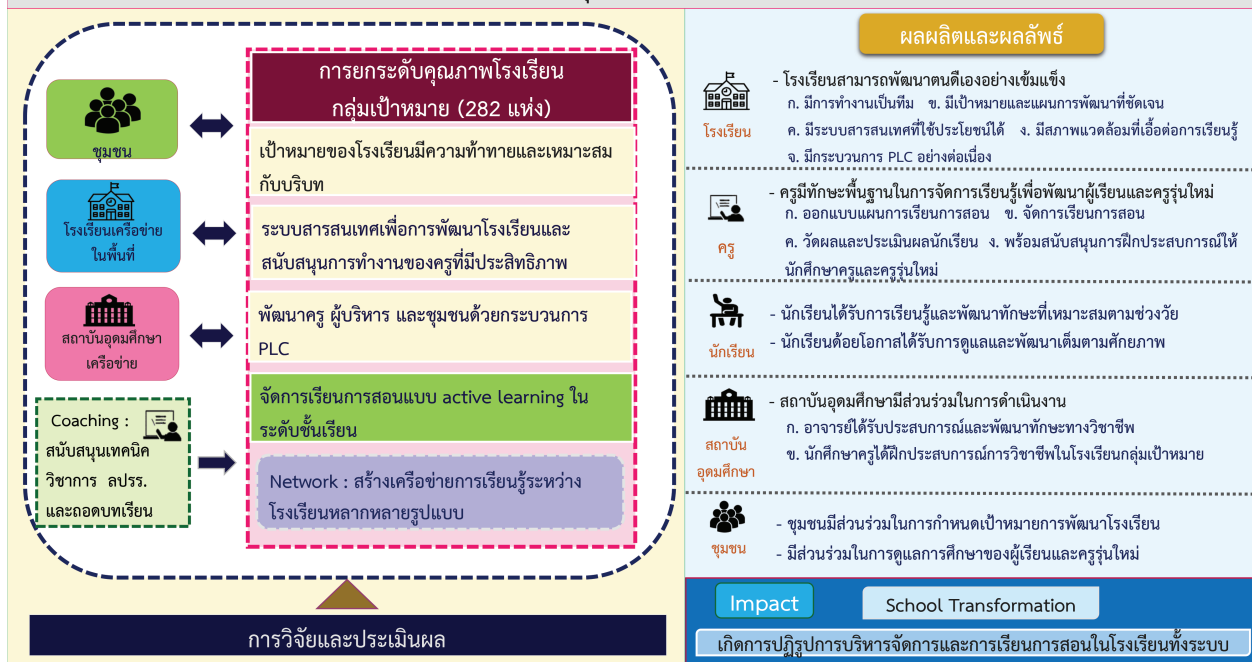 การยกระดับคุณภาพโรงเรียน
กลุ่มเป้าหมาย (282 แห่ง)
ชุมชน
เป้าหมายของโรงเรียนมีความท้าทายและเหมาะสม
กับบริบท
โรงเรียนเครือข่าย
ในพื้นที่
ระบบสารสนเทศเพื่อการพัฒนาโรงเรียนและ
สนับสนุนการทำงานของครูที่มีประสิทธิภาพ
สถาบันอุดมศึกษา
เครือข่าย
พัฒนาครู ผู้บริหาร และชุมชนด้วยกระบวนการ
PLC
Coaching :
สนับสนุนเทคนิค
วิชาการ ลปรร.
และถอดบทเรียน
จัดการเรียนการสอนแบบ active learning ใน
ระดับชั้นเรียน
Network : สร้างเครือข่ายการเรียนรู้ระหว่าง
โรงเรียนหลากหลายรูปแบบ
การวิจัยและประเมินผล
ผลผลิตและผลลัพธ์
โรงเรียน
- โรงเรียนสามารถพัฒนาตนดีเองอย่างเข้มแข็ง
ก. มีการทำงานเป็นทีม ข. มีเป้าหมายและแผนการพัฒนาที่ชัดเจน
ค. มีระบบสารสนเทศที่ใช้ประโยชน์ได้ ง. มีสภาพแวดล้อมที่เอื้อต่อการเรียนรู้
จ. มีกระบวนการ PLC อย่างต่อเนื่อง
ครู
- ครูมีทักษะพื้นฐานในการจัดการเรียนรู้เพื่อพัฒนาผู้เรียนและครูรุ่นใหม่
ก. ออกแบบแผนการเรียนการสอน ข. จัดการเรียนการสอน
ค. วัดผลและประเมินผลนักเรียน ง. พร้อมสนับสนุนการฝึกประสบการณ์ให้
นักศึกษาครูและครูรุ่นใหม่
นักเรียน
- นักเรียนได้รับการเรียนรู้และพัฒนาทักษะที่เหมาะสมตามช่วงวัย
- นักเรียนด้อยโอกาสได้รับการดูแลและพัฒนาเต็มตามศักยภาพ
สถาบัน
อุดมศึกษา
- สถาบันอุดมศึกษามีส่วนร่วมในการดำเนินงาน
ก. อาจารย์ได้รับประสบการณ์และพัฒนาทักษะทางวิชาชีพ
ข. นักศึกษาครูได้ฝึกประสบการณ์การวิชาชีพในโรงเรียนกลุ่มเป้าหมาย
ชุมชน
- ชุมชนมีส่วนร่วมในการกำหนดเป้าหมายการพัฒนาโรงเรียน
- มีส่วนร่วมในการดูแลการศึกษาของผู้เรียนและครูรุ่นใหม่
Impact
School Transformation
เกิดการปฏิรูปการบริหารจัดการและการเรียนการสอนในโรงเรียนทั้งระบบ